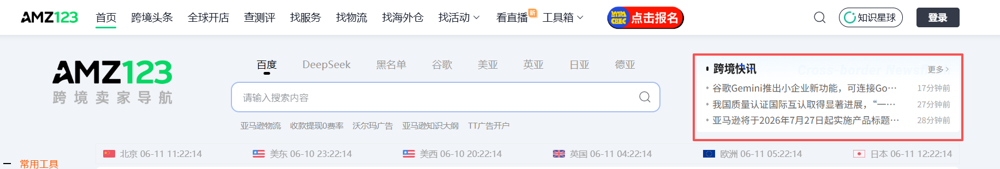 AMZ123 首页 跨境头条 全球开店 查测评 找服务 找物流 找海外仓 找活动 看直播 新 工具箱 点击报名 知识星球 登录
AMZ123
跨境卖家导航
百度 DeepSeek 黑名单 谷歌 美亚 英亚 日亚 德亚
请输入搜索内容
亚马逊物流 收款提现0费率 沃尔玛广告 亚马逊知识大纲 TT广告开户
跨境快讯 更多
谷歌Gemini推出小企业新功能，可连接Go… 17分钟前
我国质量认证国际互认取得显著进展，“一… 27分钟前
亚马逊将于2026年7月27日起实施产品标题… 28分钟前
北京 06-11 11:22:14 美东 06-10 23:22:14 美西 06-10 20:22:14 英国 06-11 04:22:14 欧洲 06-11 05:22:14 日本 06-11 12:22:14
常用工具